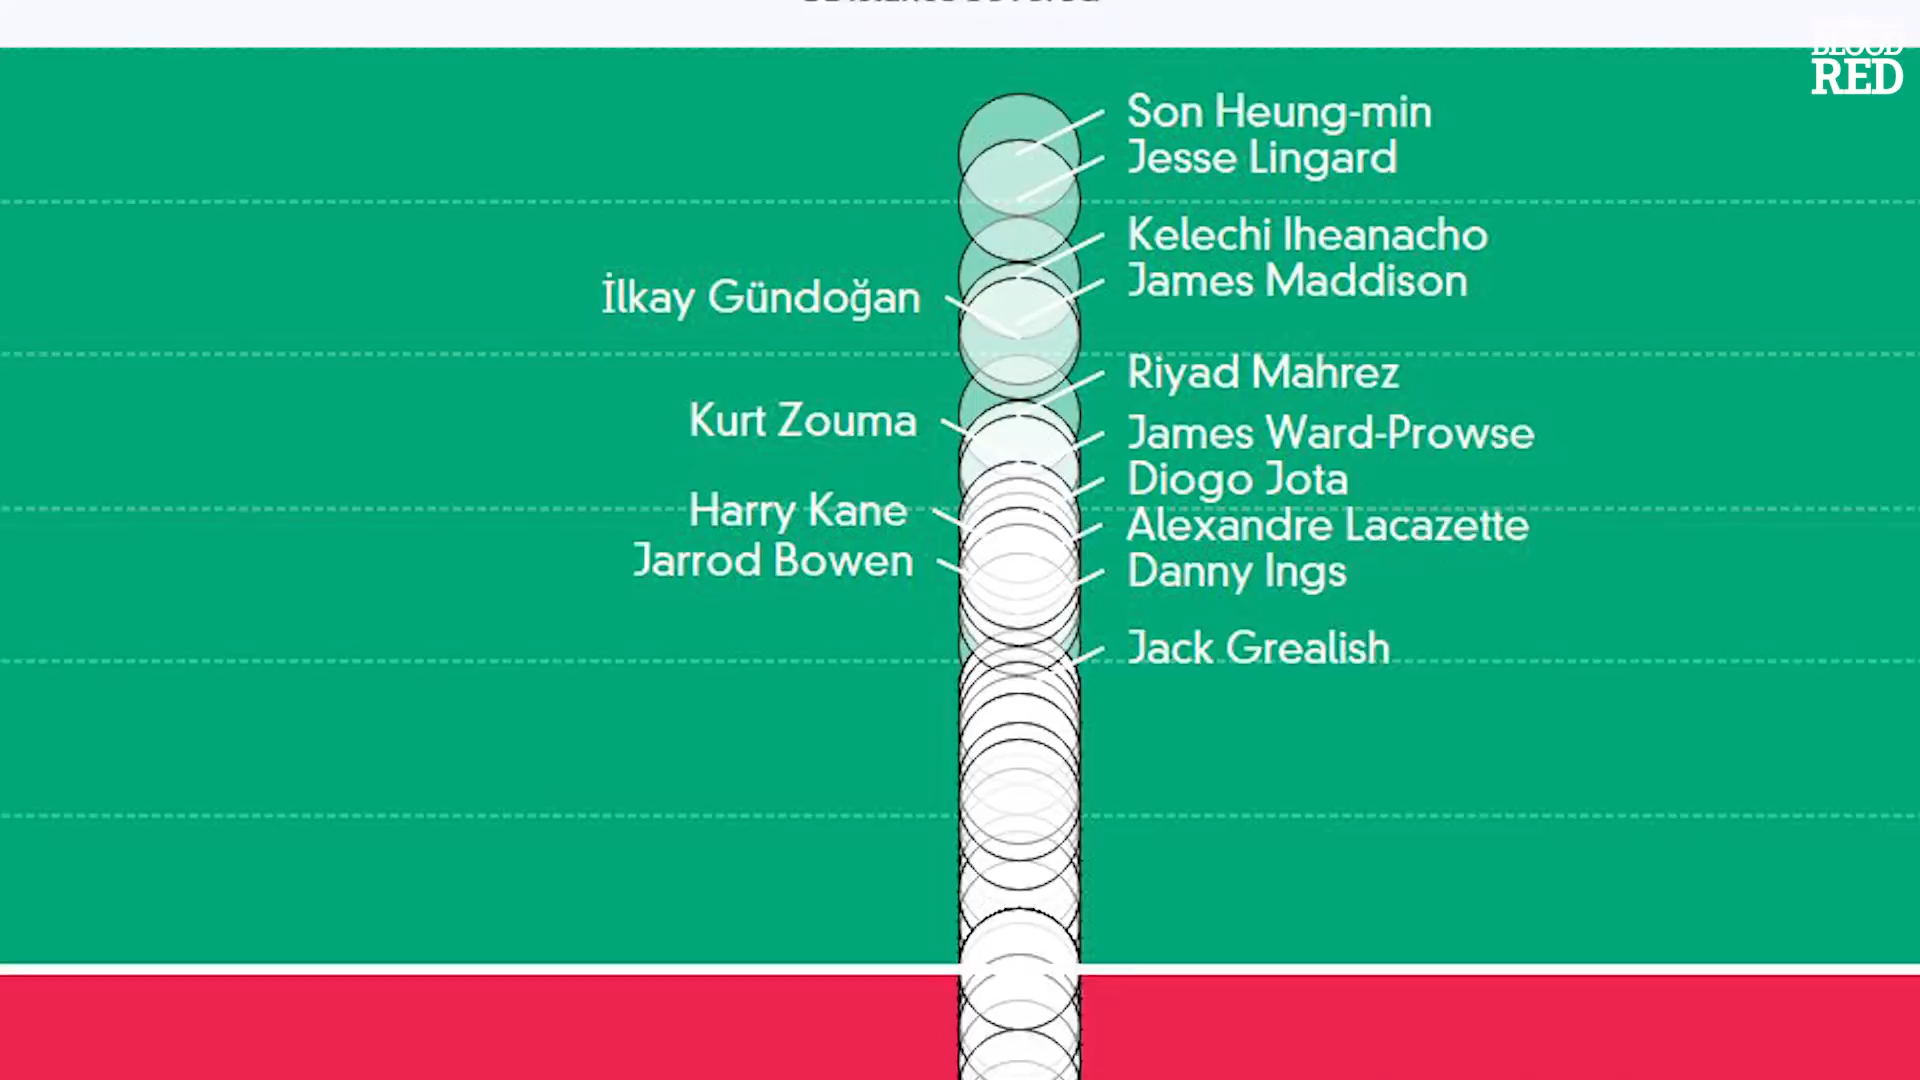 BLOOD
RED
Son Heung-min
Jesse Lingard
Kelechi Iheanacho
James Maddison
İlkay Gündoğan
Riyad Mahrez
Kurt Zouma
James Ward-Prowse
Diogo Jota
Harry Kane
Alexandre Lacazette
Jarrod Bowen
Danny Ings
Jack Grealish